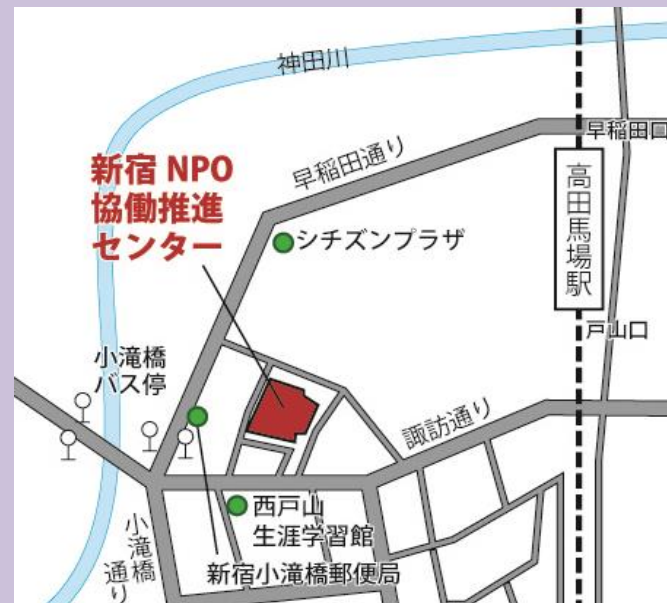 神田川
早稲田通り
早稲田口
新宿 NPO
協働推進
センター
高田馬場駅
シチズンプラザ
戸山口
小滝橋
バス停
諏訪通り
西戸山
生涯学習館
小滝橋
通り
新宿小滝橋郵便局